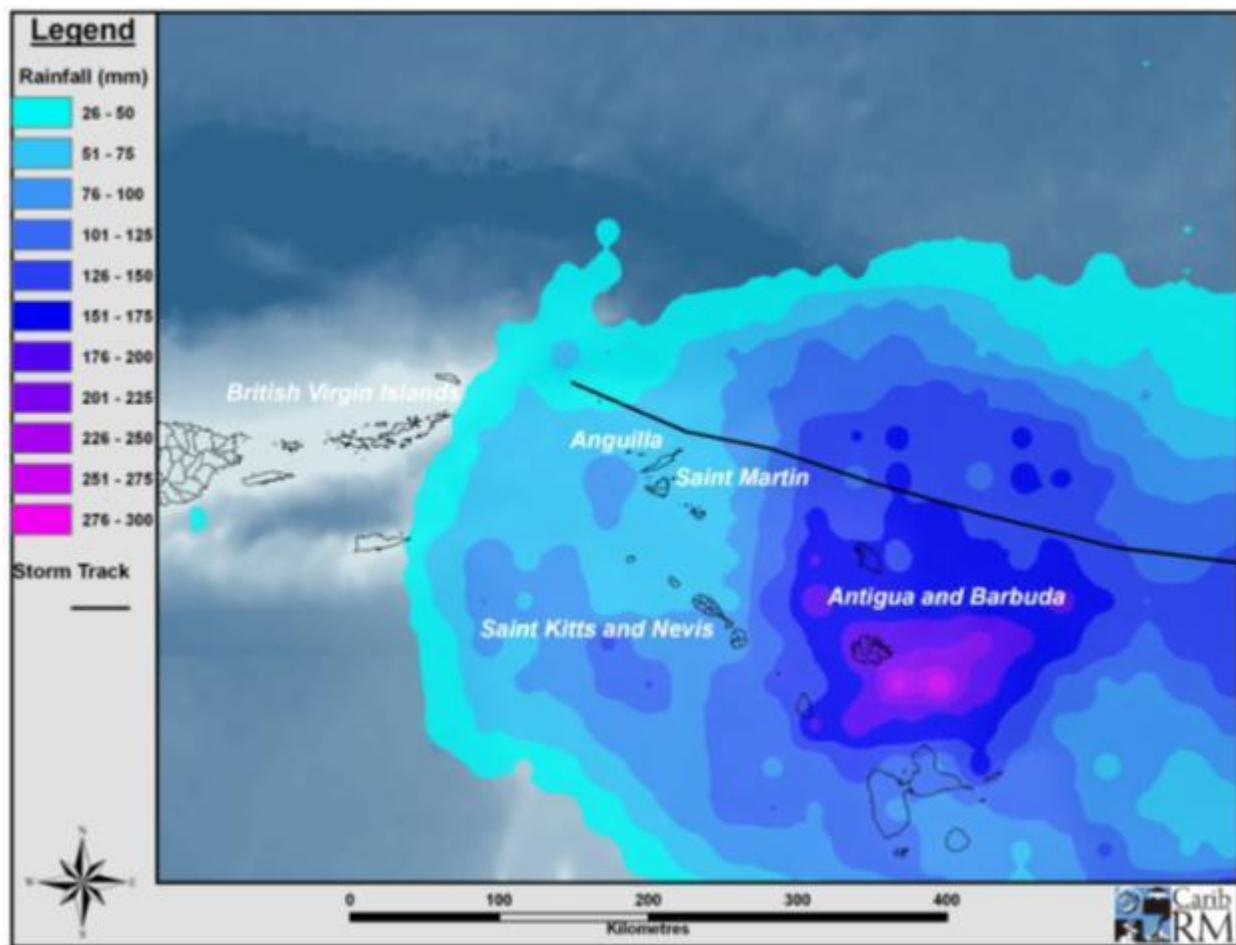 Legend
Rainfall (mm)
26 - 50
51 - 75
76 - 100
101 - 125
126 - 150
151 - 175
176 - 200
201 - 225
226 - 250
251 - 275
276 - 300
Storm Track
British Virgin Islands
Anguilla
Saint Martin
Antigua and Barbuda
Saint Kitts and Nevis
N
W
E
S
0 100 200 300 400
Kilometres
Carib
RM